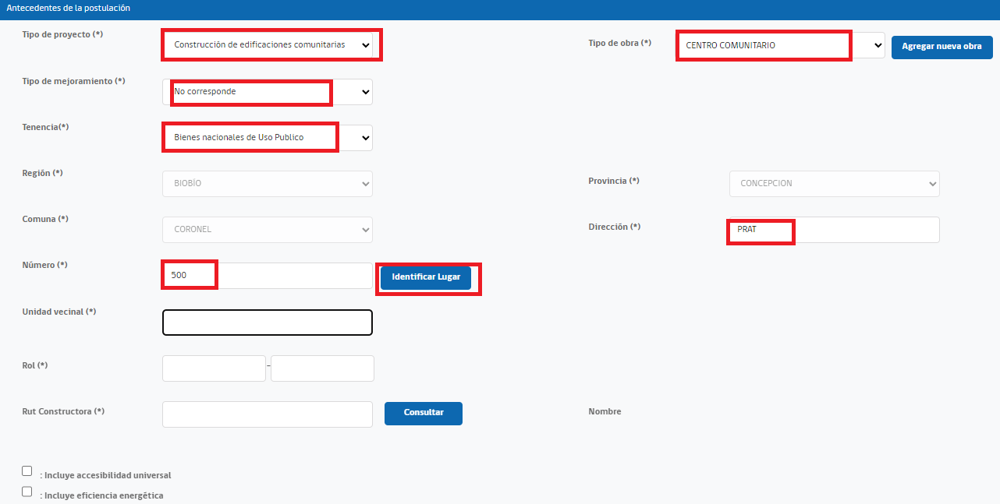 Antecedentes de la postulación
Tipo de proyecto (*)
Construcción de edificaciones comunitarias
Tipo de obra (*)
CENTRO COMUNITARIO
Agregar nueva obra
Tipo de mejoramiento (*)
No corresponde
Tenencia(*)
Bienes nacionales de Uso Publico
Región (*)
BIOBÍO
Provincia (*)
CONCEPCION
Comuna (*)
CORONEL
Dirección (*)
PRAT
Número (*)
500
Identificar Lugar
Unidad vecinal (*)
Rol (*)
-
Rut Constructora (*)
Consultar
Nombre
: Incluye accesibilidad universal
: Incluye eficiencia energética